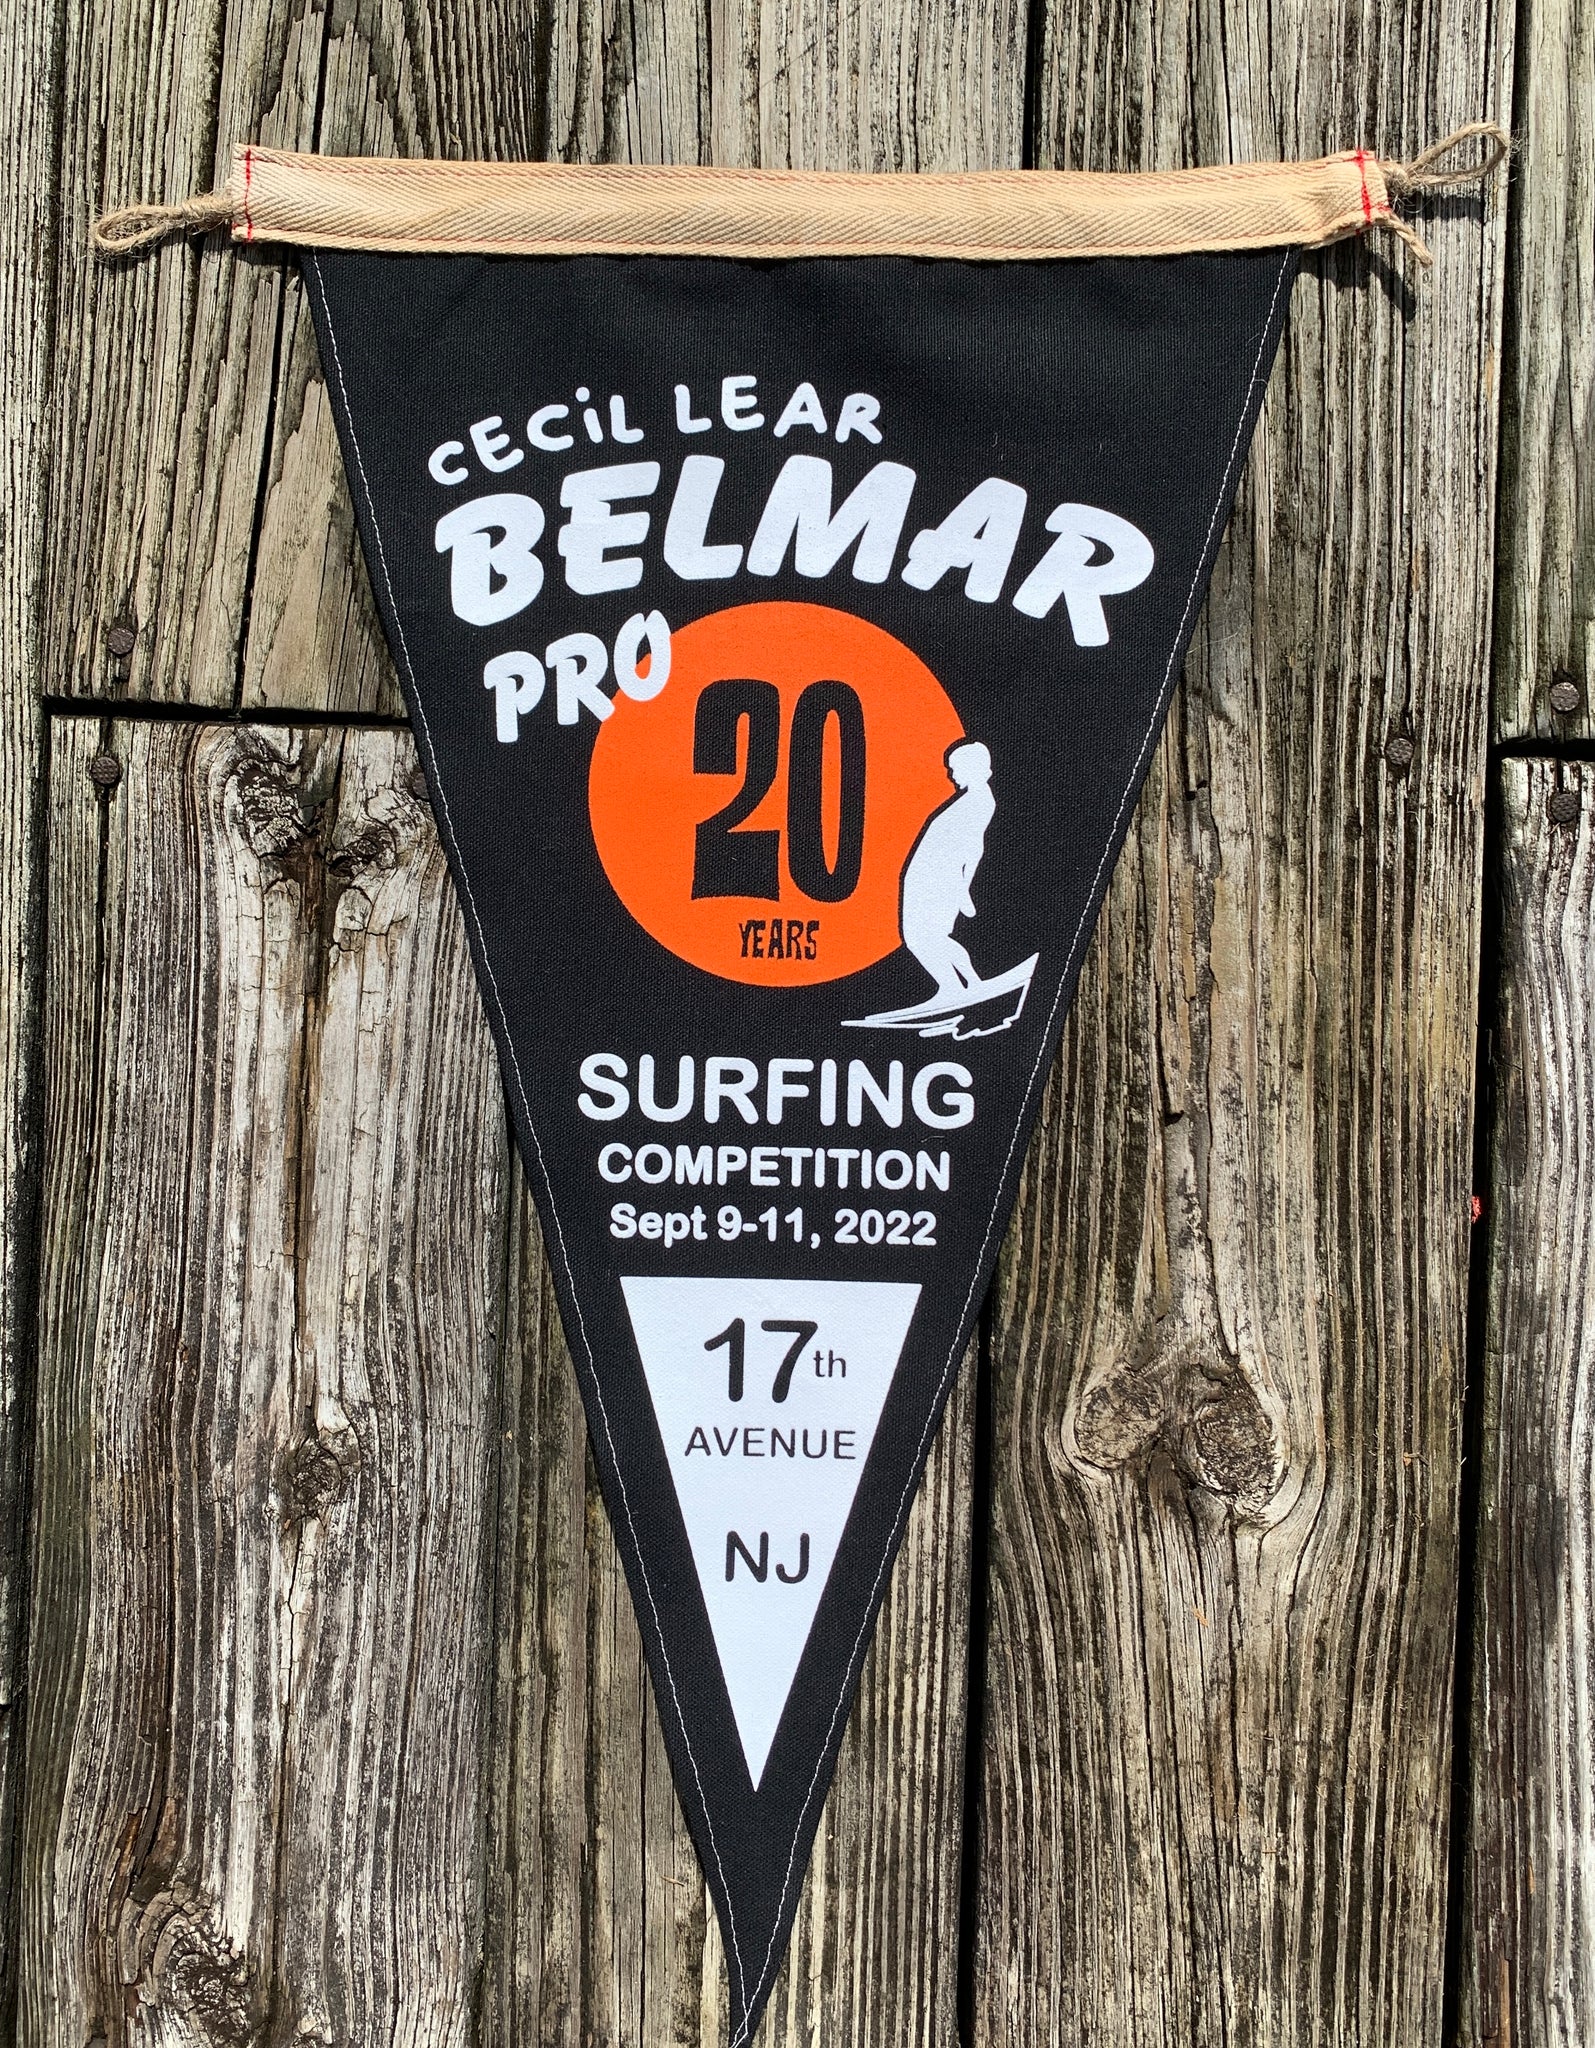 CECiL LEAR
BELMAR
PRO
20
YEARS
SURFING
COMPETITION
Sept 9-11, 2022
17th
AVENUE
NJ